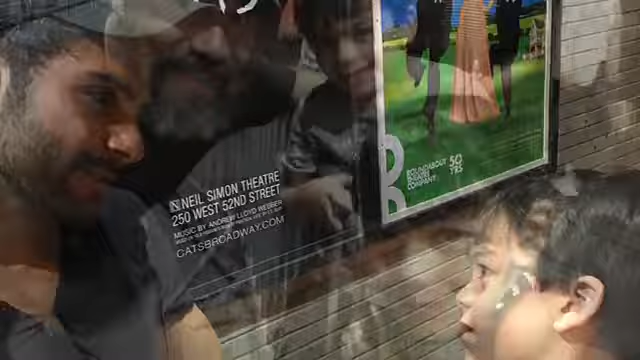 NEIL SIMON THEATRE
250 WEST 52ND STREET
MUSIC BY ANDREW LLOYD WEBBER
CATSBROADWAY.COM
ROUNDABOUT
THEATRE
COMPANY
50
YRS